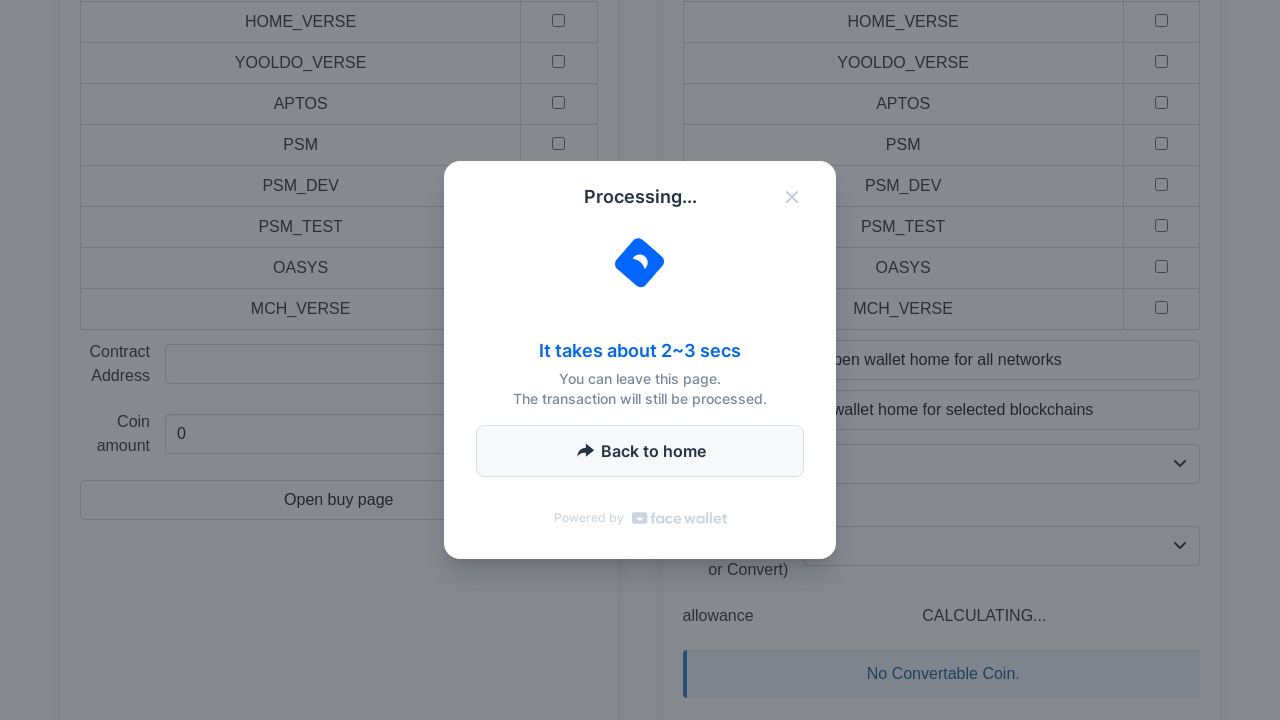 HOME_VERSE
YOOLDO_VERSE
APTOS
PSM
PSM_DEV
PSM_TEST
OASYS
MCH_VERSE
Contract
Address
Coin
amount
0
Open buy page
HOME_VERSE
YOOLDO_VERSE
APTOS
PSM
PSM_DEV
PSM_TEST
OASYS
MCH_VERSE
pen wallet home for all networks
wallet home for selected blockchains
or Convert)
allowance
CALCULATING...
No Convertable Coin.
Processing...
It takes about 2~3 secs
You can leave this page.
The transaction will still be processed.
Back to home
Powered by face wallet